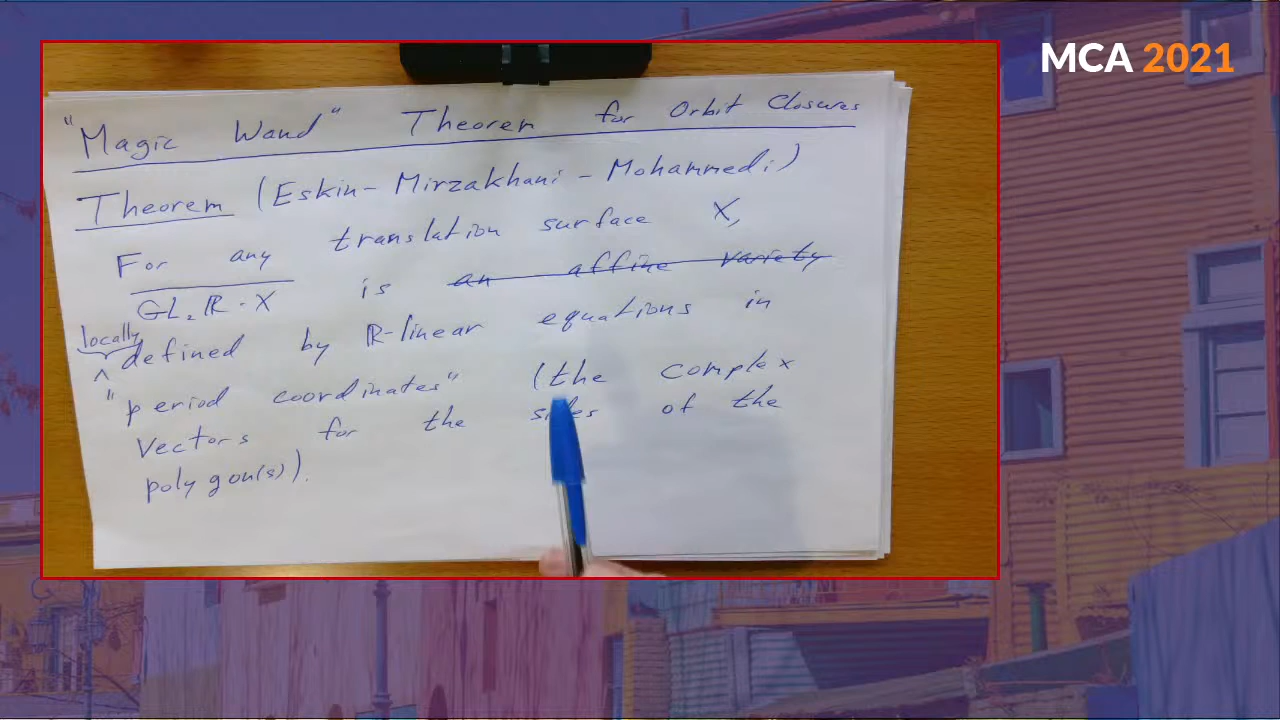 MCA 2021
"Magic Wand" Theorem for Orbit Closures
Theorem (Eskin-Mirzakhani-Mohammedi)
For any translation surface X,
GL₂ℝ·X is an affine variety
locally
defined by ℝ-linear equations in
"period coordinates" (the complex
vectors for the sides of the
polygon(s)).